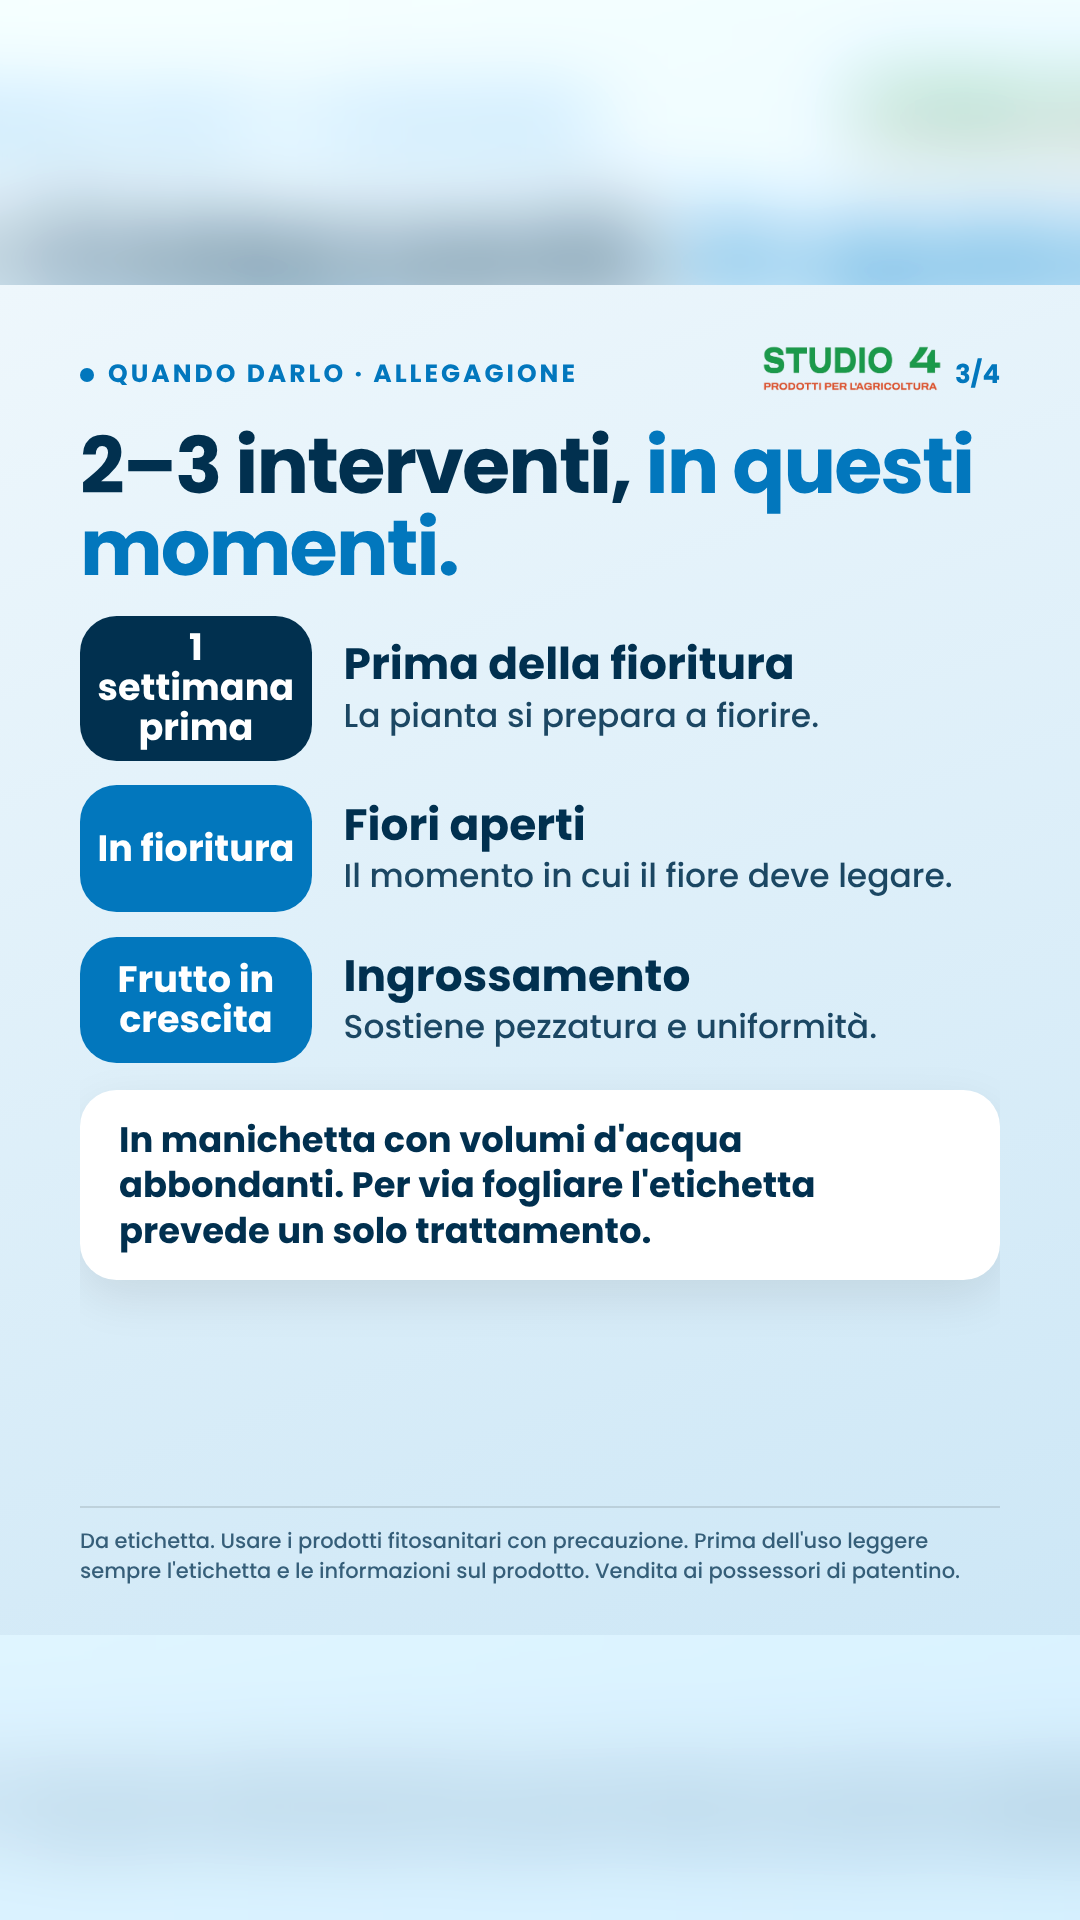 QUANDO DARLO · ALLEGAGIONE
STUDIO 4
PRODOTTI PER L'AGRICOLTURA
3/4
2–3 interventi, in questi
momenti.
1
settimana
prima
Prima della fioritura
La pianta si prepara a fiorire.
In fioritura
Fiori aperti
Il momento in cui il fiore deve legare.
Frutto in
crescita
Ingrossamento
Sostiene pezzatura e uniformità.
In manichetta con volumi d'acqua
abbondanti. Per via fogliare l'etichetta
prevede un solo trattamento.
Da etichetta. Usare i prodotti fitosanitari con precauzione. Prima dell'uso leggere
sempre l'etichetta e le informazioni sul prodotto. Vendita ai possessori di patentino.